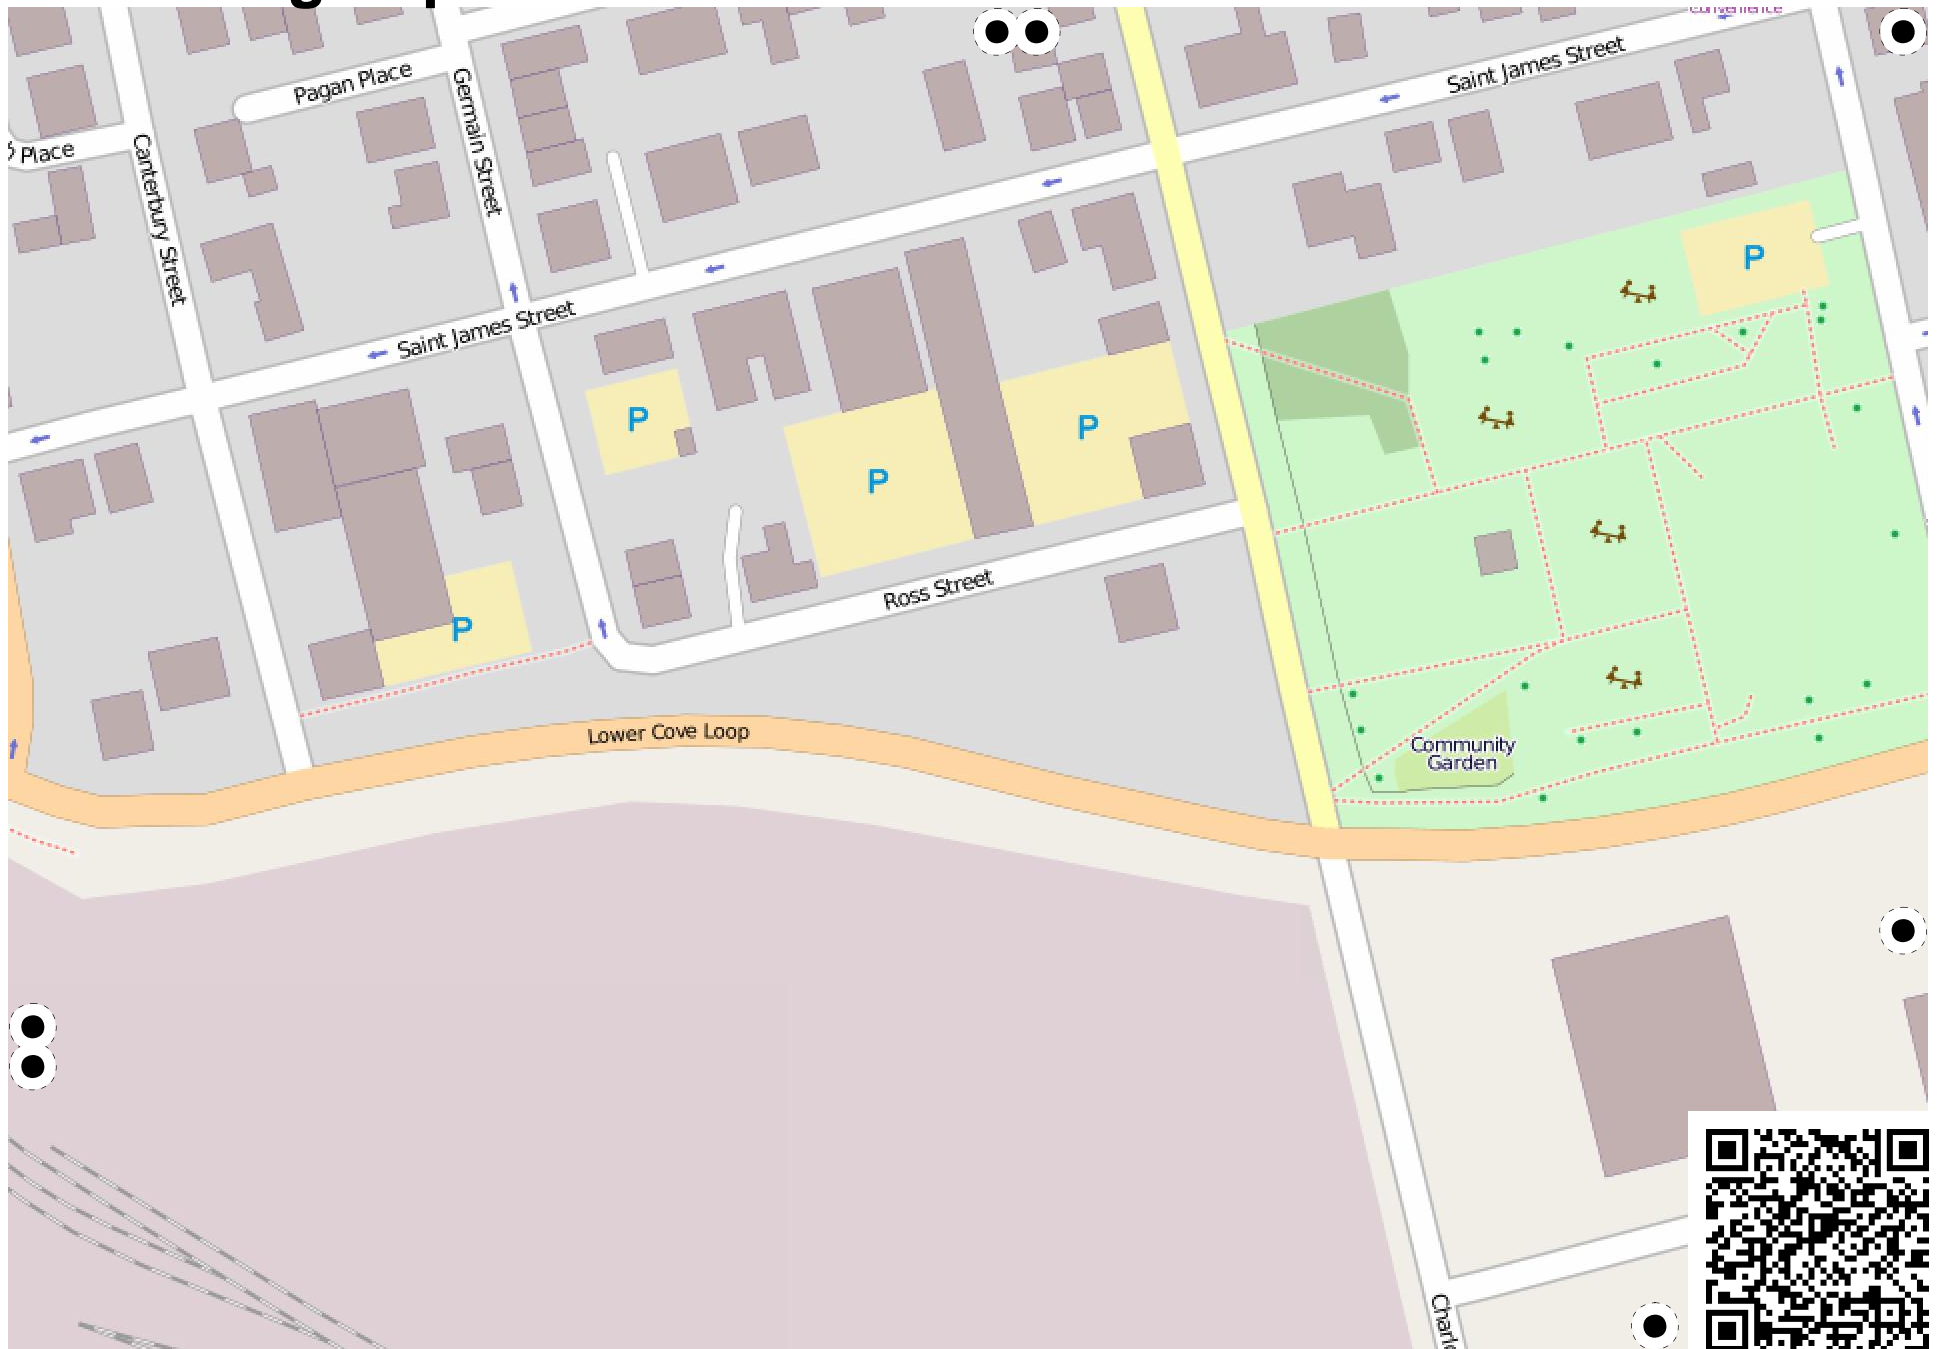 convenience
Saint James Street
Pagan Place
Germain Street
Place
Canterbury Street
P
Saint James Street
P
P
P
Ross Street
P
Lower Cove Loop
Community
Garden